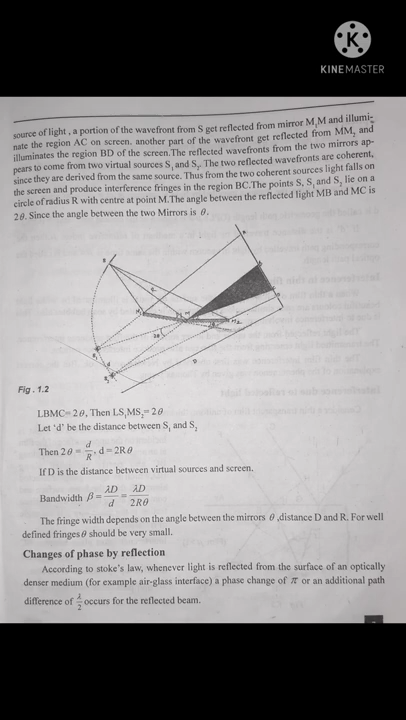 K
KINEMASTER
source of light , a portion of the wavefront from S get reflected from mirror M₁M and illumi-
nate the region AC on screen. another part of the wavefront get reflected from MM₂ and
illuminates the region BD of the screen.The reflected wavefronts from the two mirrors ap-
pears to come from two virtual sources S₁ and S₂. The two reflected wavefronts are coherent,
since they are derived from the same source. Thus from the two coherent sources light falls on
the screen and produce interference fringes in the region BC.The points S, S₁ and S₂ lie on a
circle of radius R with centre at point M.The angle between the reflected light MB and MC is
2θ. Since the angle between the two Mirrors is θ.
Fig . 1.2
LBMC= 2θ, Then LS₁MS₂= 2θ
Let ‘d’ be the distance between S₁ and S₂
Then 2θ = d/R, d= 2Rθ
If D is the distance between virtual sources and screen.
Bandwidth β = λD/d = λD/2Rθ
The fringe width depends on the angle between the mirrors θ ,distance D and R. For well
defined fringes θ should be very small.
Changes of phase by reflection
According to stoke’s law, whenever light is reflected from the surface of an optically
denser medium (for example air-glass interface) a phase change of π or an additional path
difference of λ/2 occurs for the reflected beam.